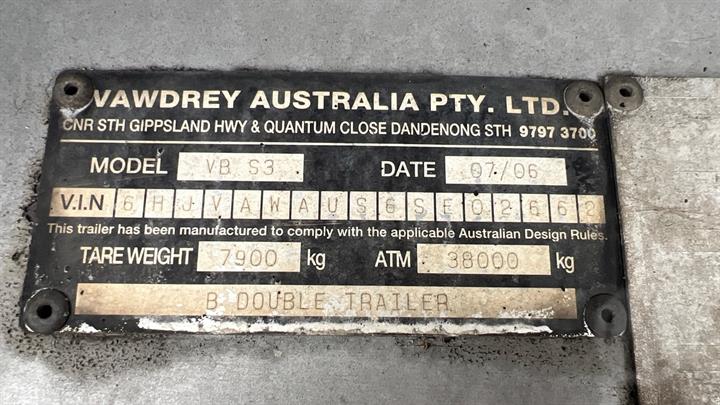 VAWDREY AUSTRALIA PTY. LTD.
CNR STH GIPPSLAND HWY & QUANTUM CLOSE DANDENONG STH 9797 3700
MODEL VB S3 DATE 07/06
V.I.N 6HJVAWAUS6SE02662
This trailer has been manufactured to comply with the applicable Australian Design Rules.
TARE WEIGHT 7900 kg ATM 38000 kg
B DOUBLE TRAILER